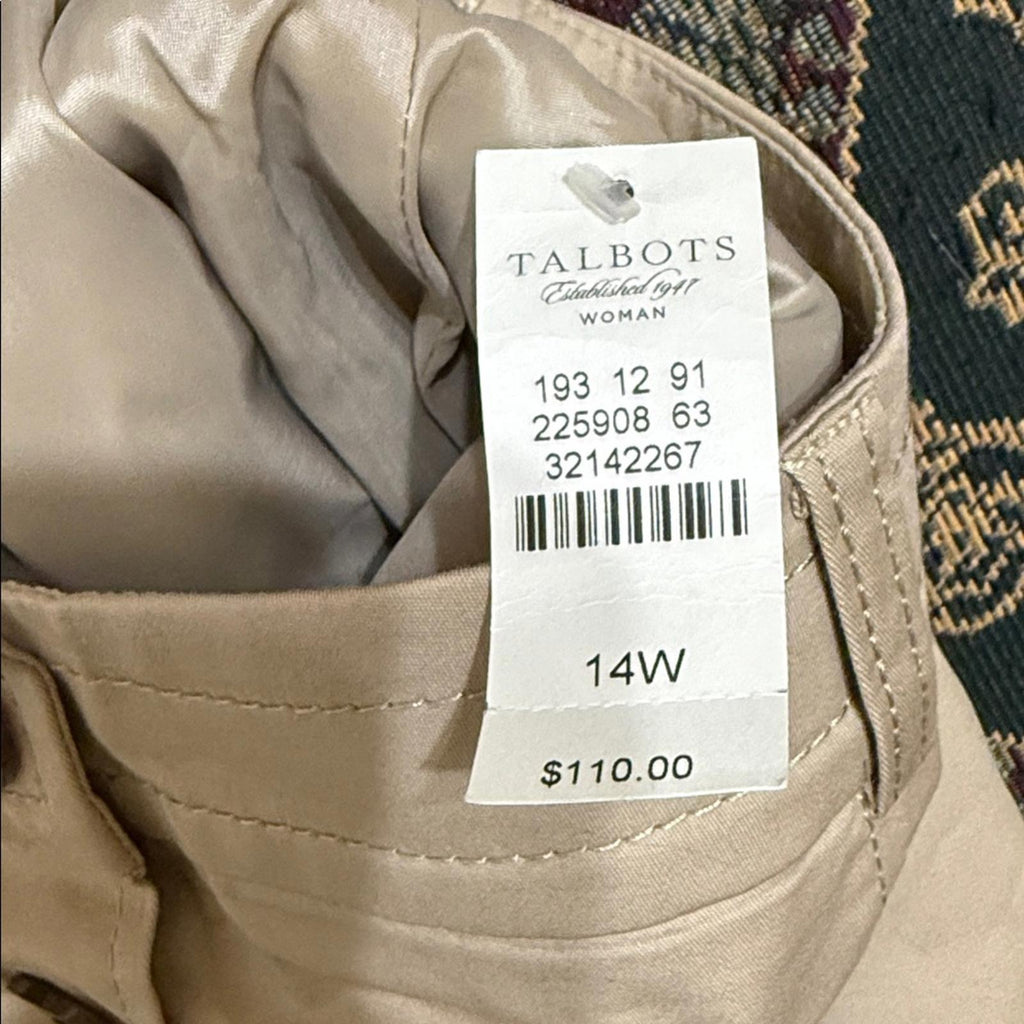 TALBOTS
Established 1947
WOMAN
193 12 91
225908 63
32142267
14W
$110.00